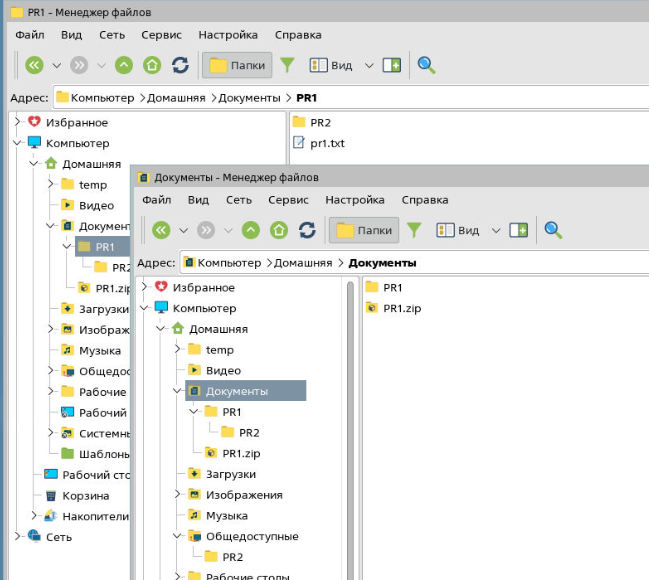 PR1 - Менеджер файлов
Файл Вид Сеть Сервис Настройка Справка
Папки Вид
Адрес: Компьютер Домашняя Документы PR1
Избранное
Компьютер
Домашняя
temp
Видео
Документ
PR1
PR2
PR1.zip
Загрузки
Изображ
Музыка
Общедос
Рабочие
Рабочий
Системны
Шаблоны
Рабочий сто
Корзина
Накопители
Сеть
PR2
pr1.txt
Документы - Менеджер файлов
Файл Вид Сеть Сервис Настройка Справка
Папки Вид
Адрес: Компьютер Домашняя Документы
Избранное
Компьютер
Домашняя
temp
Видео
Документы
PR1
PR2
PR1.zip
Загрузки
Изображения
Музыка
Общедоступные
PR2
Рабочие столы
PR1
PR1.zip